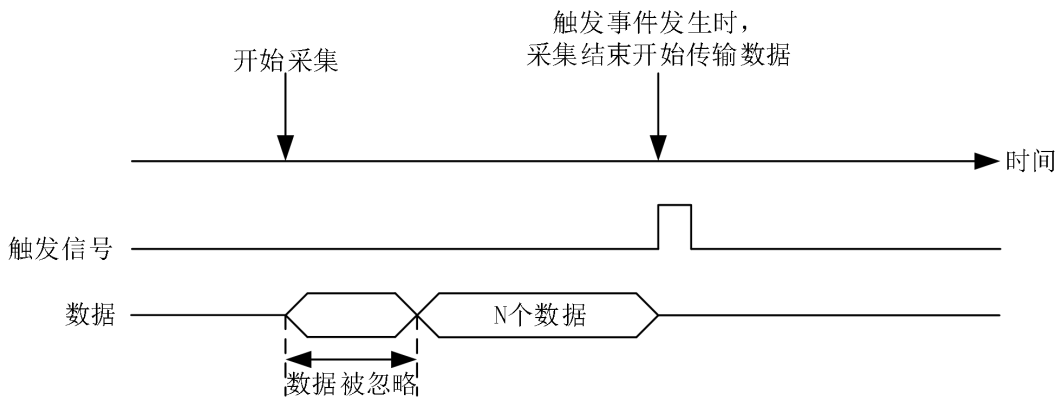 触发事件发生时，
采集结束开始传输数据
开始采集
时间
触发信号
数据
N个数据
数据被忽略